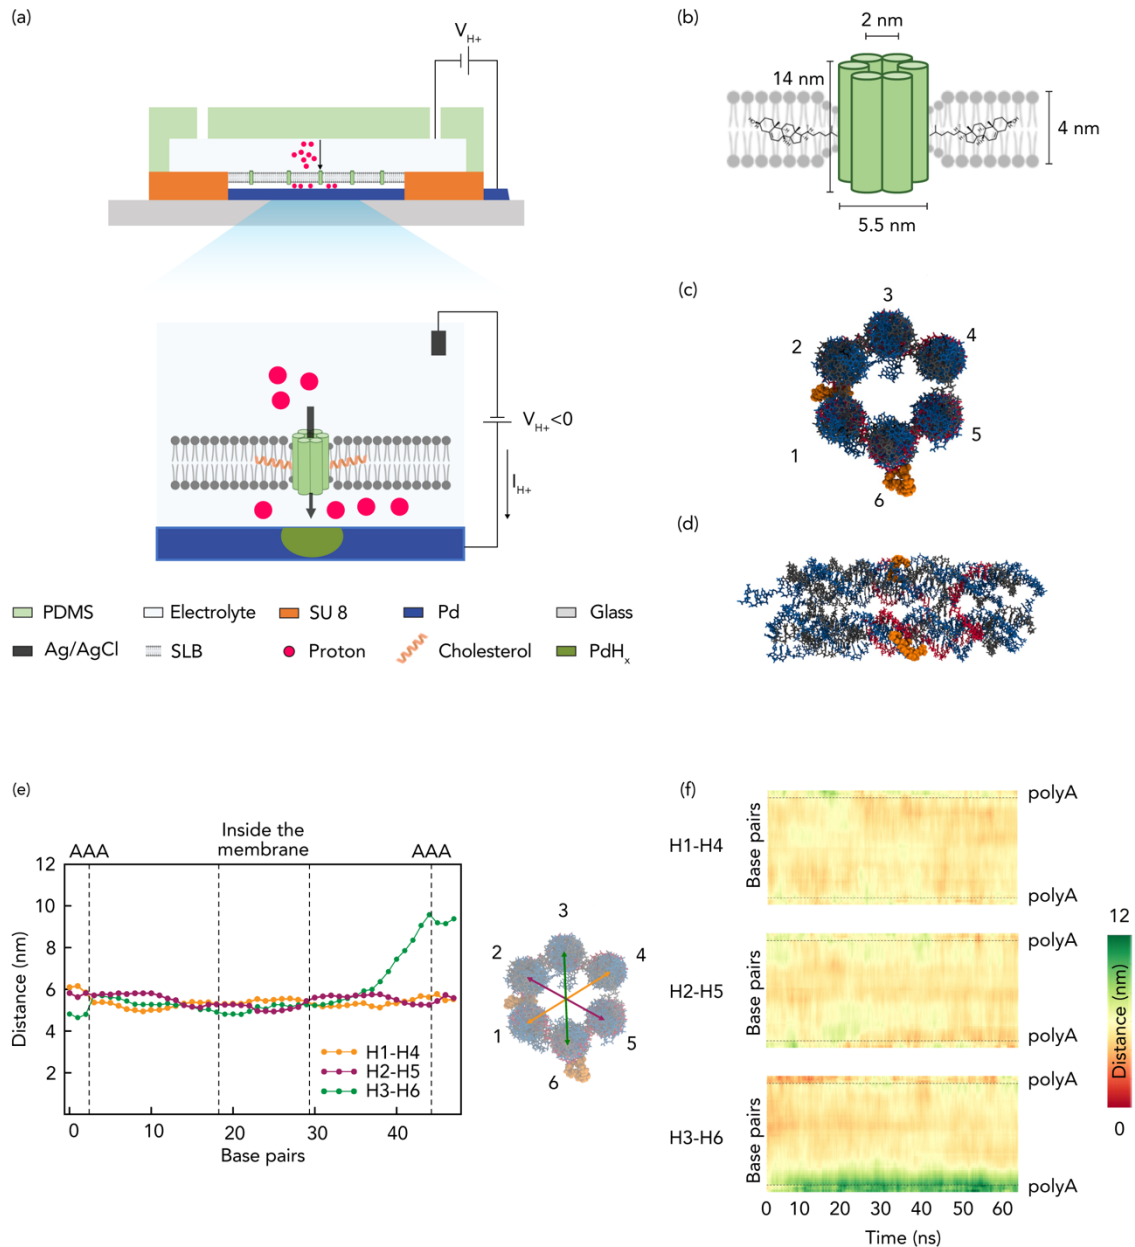 (a)
V_H+
V_H+<0
I_H+
PDMS
Electrolyte
SU 8
Pd
Glass
Ag/AgCl
SLB
Proton
Cholesterol
PdH_x
(b)
2 nm
14 nm
4 nm
5.5 nm
(c)
3
2
4
1
5
6
(d)
(e)
Inside the
membrane
AAA
AAA
12
10
8
6
4
2
Distance (nm)
H1-H4
H2-H5
H3-H6
0
10
20
30
40
Base pairs
3
2
4
1
5
6
(f)
polyA
H1-H4
Base pairs
polyA
polyA
H2-H5
Base pairs
polyA
polyA
H3-H6
Base pairs
polyA
0 10 20 30 40 50 60
Time (ns)
12
Distance (nm)
0